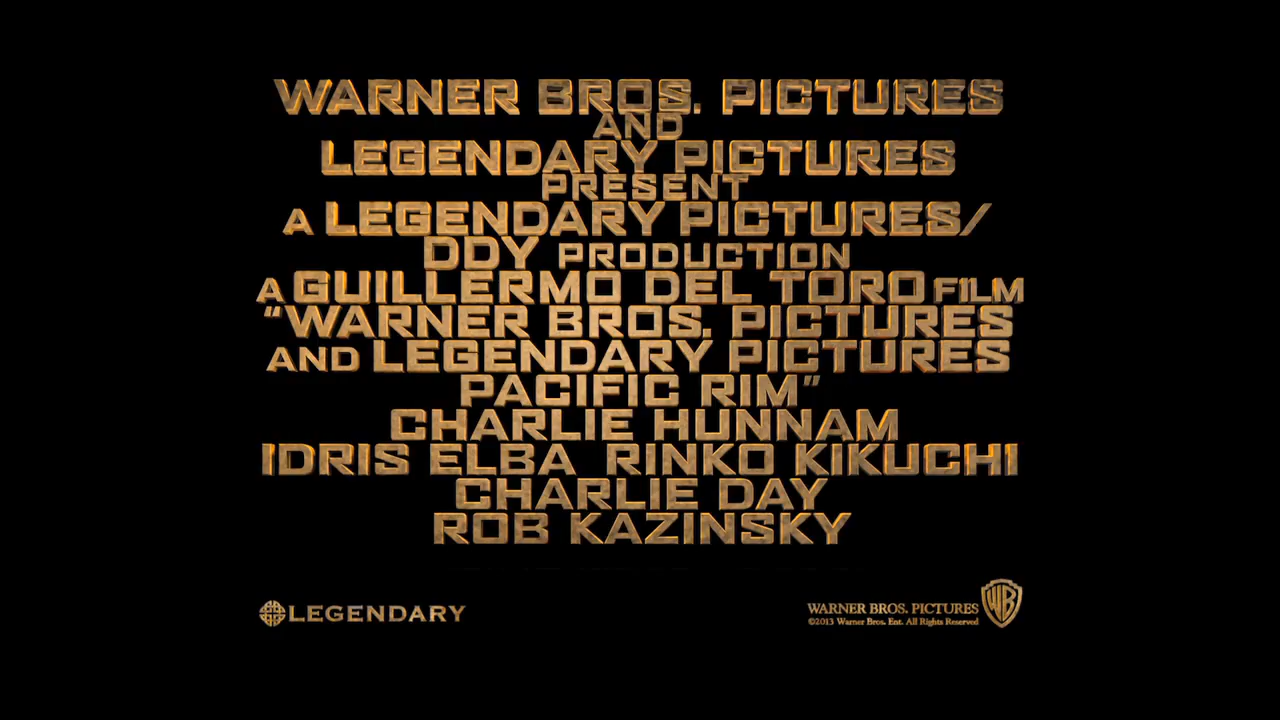 WARNER BROS. PICTURES
AND
LEGENDARY PICTURES
PRESENT
A LEGENDARY PICTURES/
DDY PRODUCTION
A GUILLERMO DEL TORO FILM
"WARNER BROS. PICTURES
AND LEGENDARY PICTURES
PACIFIC RIM"
CHARLIE HUNNAM
IDRIS ELBA RINKO KIKUCHI
CHARLIE DAY
ROB KAZINSKY
LEGENDARY
WARNER BROS. PICTURES
©2013 Warner Bros. Ent. All Rights Reserved
WB